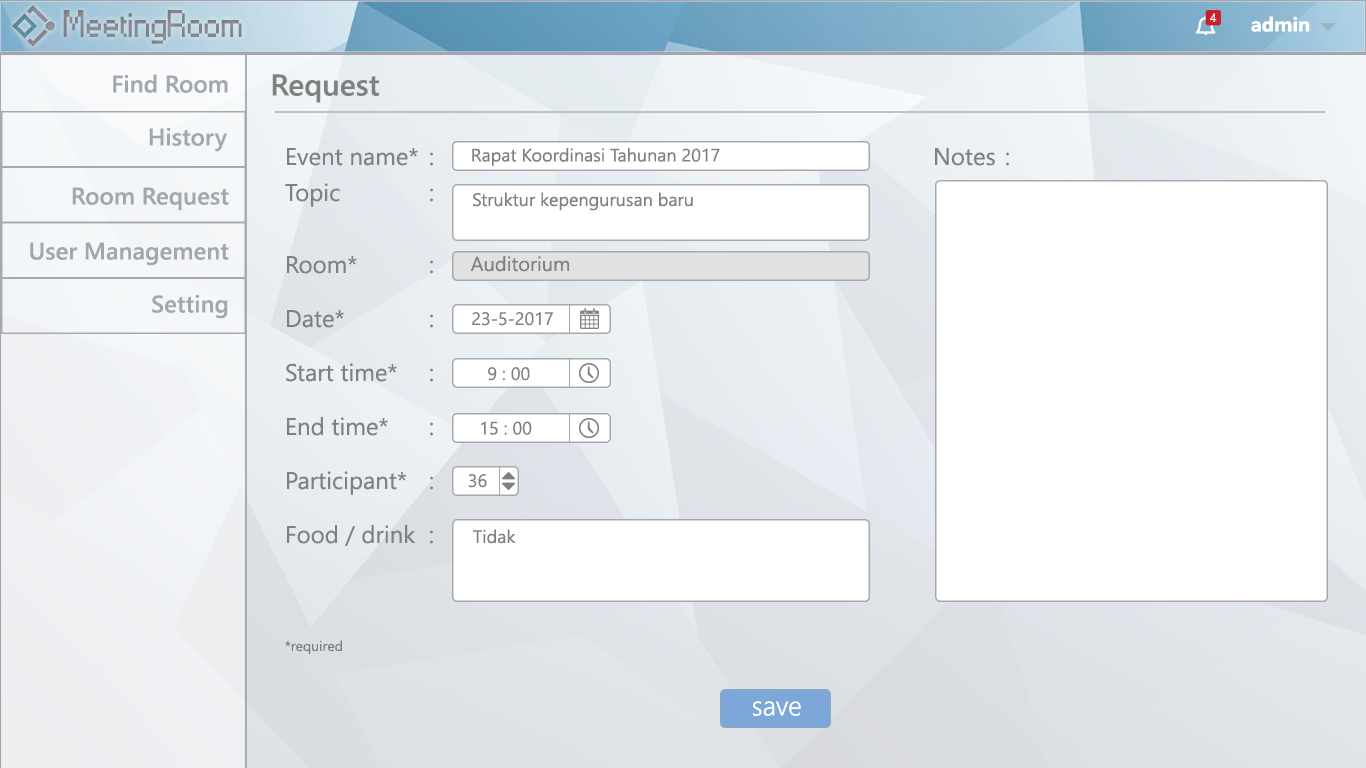 MeetingRoom
4
admin
Find Room
History
Room Request
User Management
Setting
Request
Event name* : Rapat Koordinasi Tahunan 2017
Topic : Struktur kepengurusan baru
Room* : Auditorium
Date* : 23-5-2017
Start time* : 9 : 00
End time* : 15 : 00
Participant* : 36
Food / drink : Tidak
*required
Notes :
save